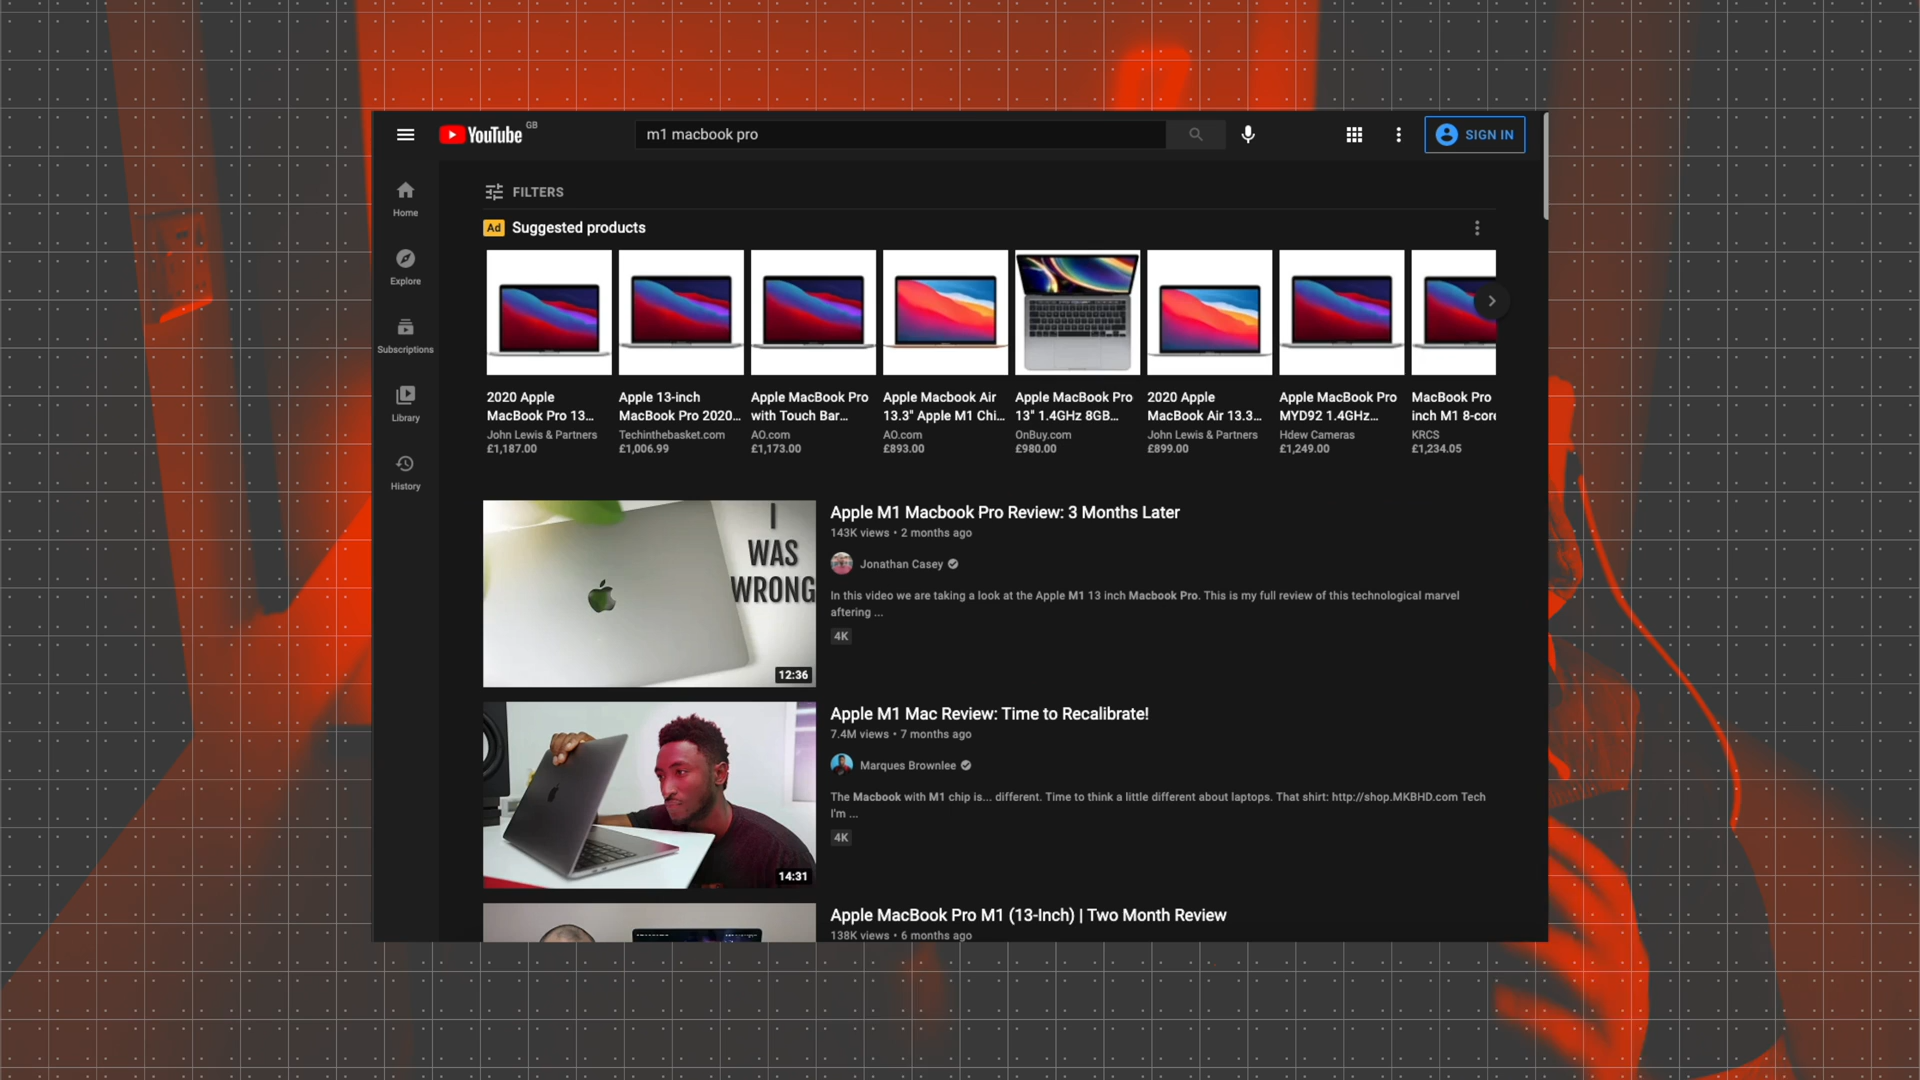 YouTube GB
m1 macbook pro
SIGN IN
Home
Explore
Subscriptions
Library
History
FILTERS
Ad Suggested products
2020 Apple
MacBook Pro 13...
John Lewis & Partners
£1,187.00
Apple 13-inch
MacBook Pro 2020...
Techinthebasket.com
£1,006.99
Apple MacBook Pro
with Touch Bar...
AO.com
£1,173.00
Apple Macbook Air
13.3" Apple M1 Chi...
AO.com
£893.00
Apple MacBook Pro
13" 1.4GHz 8GB...
OnBuy.com
£980.00
2020 Apple
MacBook Air 13.3...
John Lewis & Partners
£899.00
Apple MacBook Pro
MYD92 1.4GHz...
Hdew Cameras
£1,249.00
MacBook Pro
inch M1 8-core
KRCS
£1,234.05
I
WAS
WRONG
12:36
Apple M1 Macbook Pro Review: 3 Months Later
143K views • 2 months ago
Jonathan Casey
In this video we are taking a look at the Apple M1 13 inch Macbook Pro. This is my full review of this technological marvel
aftering ...
4K
14:31
Apple M1 Mac Review: Time to Recalibrate!
7.4M views • 7 months ago
Marques Brownlee
The Macbook with M1 chip is... different. Time to think a little different about laptops. That shirt: http://shop.MKBHD.com Tech
I'm ...
4K
Apple MacBook Pro M1 (13-Inch) | Two Month Review
138K views • 6 months ago